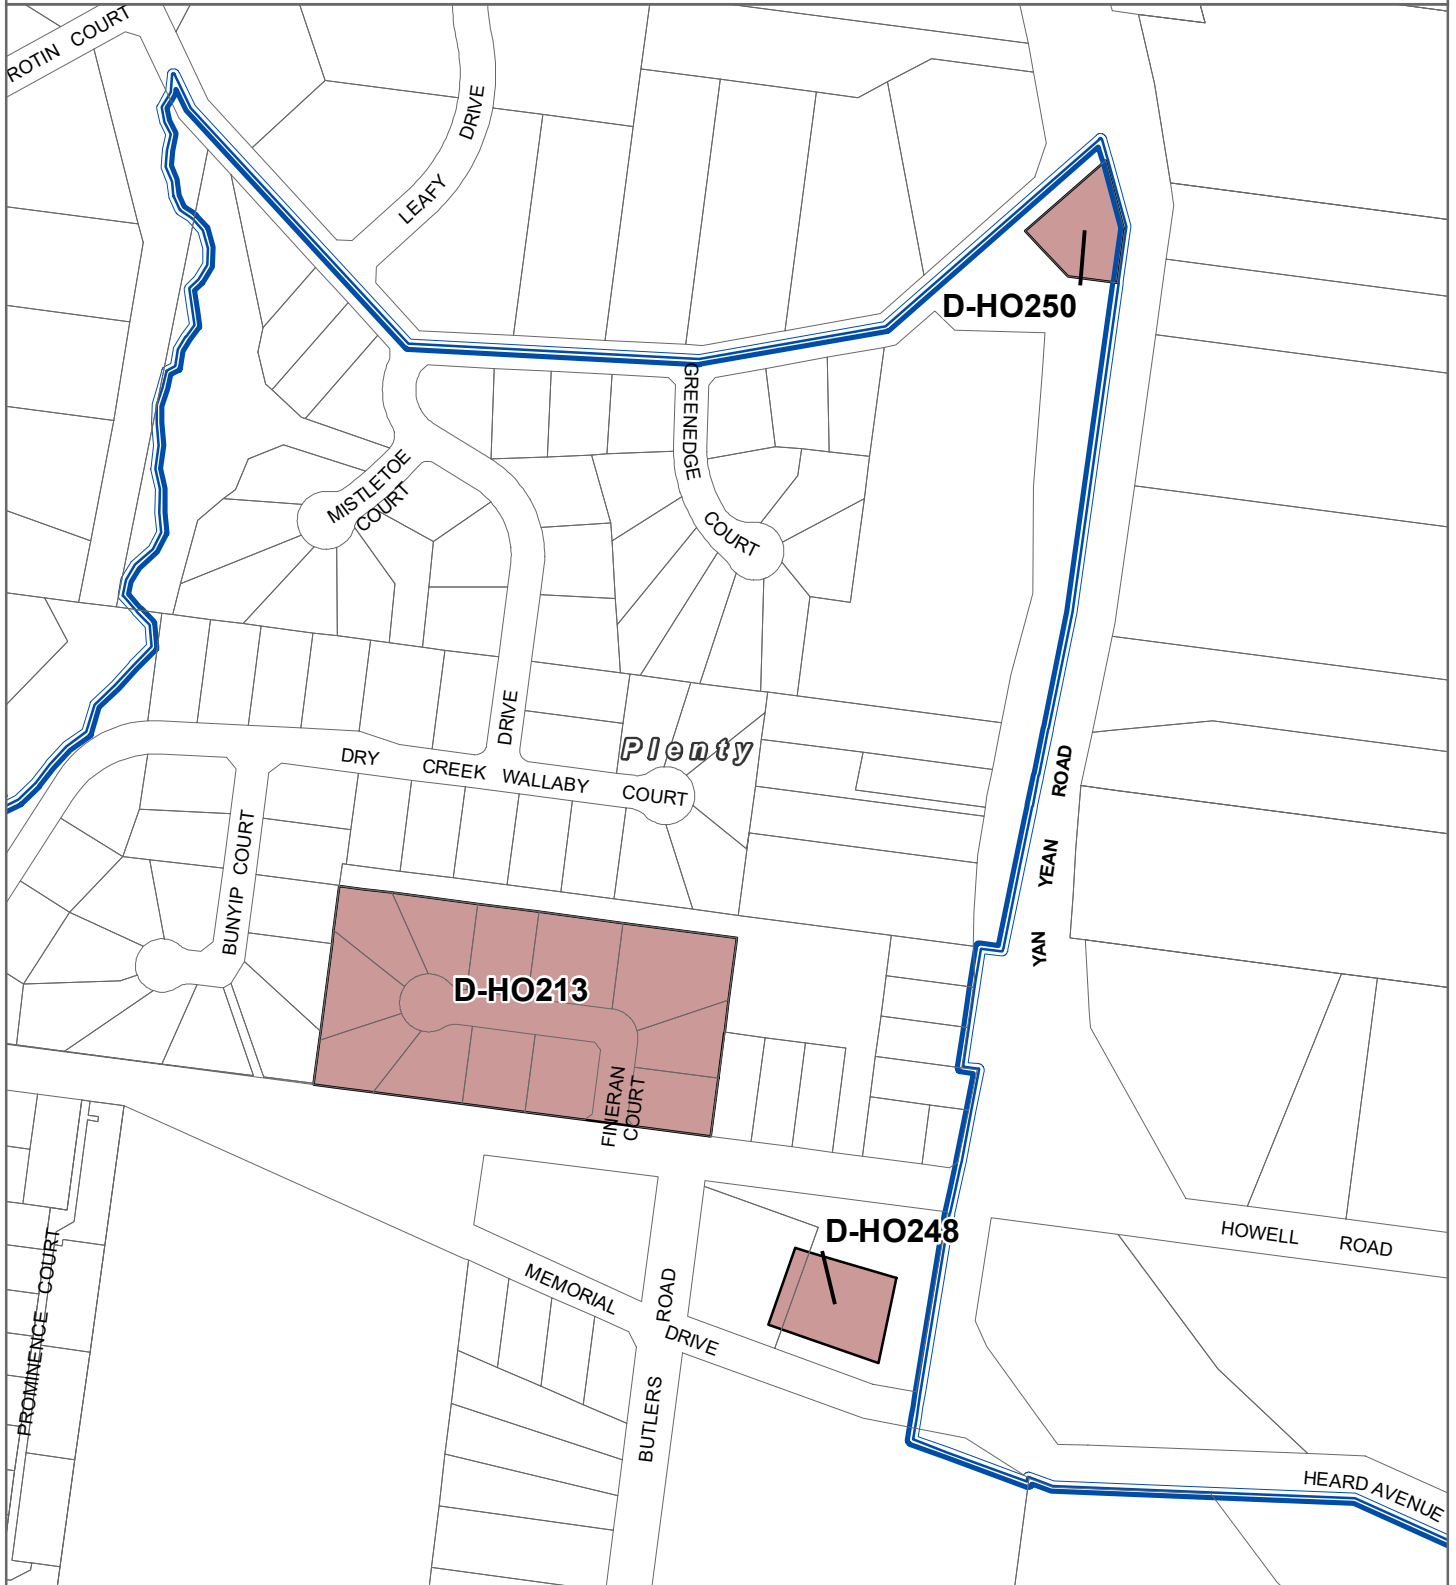 ROTIN COURT
LEAFY DRIVE
D-HO250
GREENEDGE
COURT
MISTLETOE
COURT
DRIVE
Plenty
DRY CREEK WALLABY COURT
YAN YEAN ROAD
BUNYIP COURT
D-HO213
FINERAN
COURT
D-HO248
HOWELL ROAD
PROMINENCE COURT
MEMORIAL DRIVE
BUTLERS ROAD
HEARD AVENUE